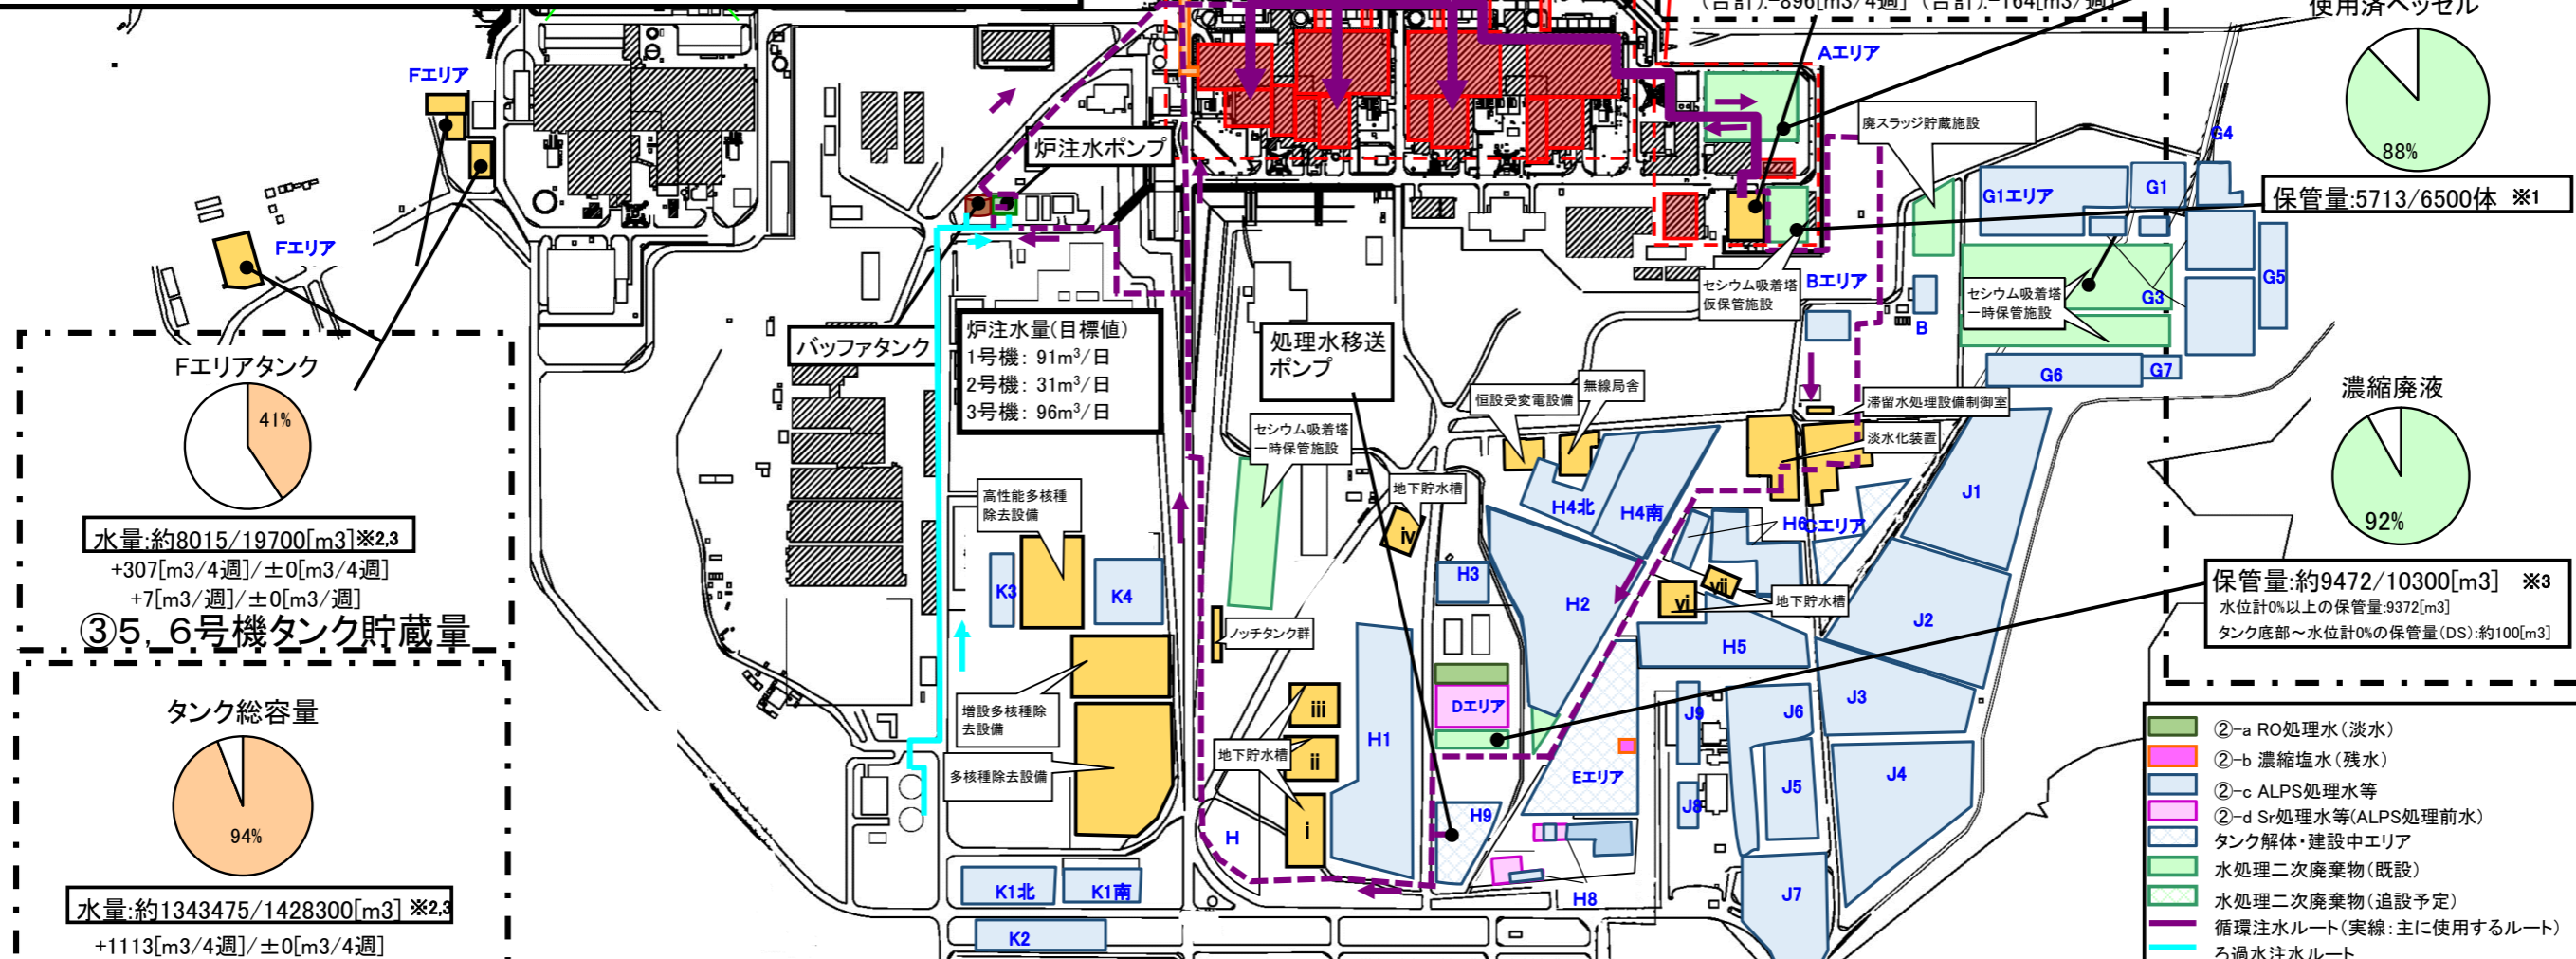 (合計):-896[m3/4週] (合計):-164[m3/週]
使用済ベッセル
88%
保管量:5713/6500体 ※1
Aエリア
廃スラッジ貯蔵施設
G4
G1エリア
G1
Fエリア
Fエリア
炉注水ポンプ
セシウム吸着塔
仮保管施設
Bエリア
B
セシウム吸着塔
一時保管施設
G3
G5
G6
G7
バッファタンク
炉注水量(目標値)
1号機: 91m³/日
2号機: 31m³/日
3号機: 96m³/日
処理水移送
ポンプ
恒設受変電設備
無線局舎
滞留水処理設備制御室
淡水化装置
Fエリアタンク
41%
水量:約8015/19700[m3]※2,3
+307[m3/4週]/±0[m3/4週]
+7[m3/週]/±0[m3/週]
③5, 6号機タンク貯蔵量
タンク総容量
94%
水量:約1343475/1428300[m3] ※2,3
+1113[m3/4週]/±0[m3/4週]
濃縮廃液
92%
保管量:約9472/10300[m3] ※3
水位計0%以上の保管量:9372[m3]
タンク底部～水位計0%の保管量(DS):約100[m3]
セシウム吸着塔
一時保管施設
高性能多核種
除去設備
地下貯水槽
iv
H4北
H4南
H6
Cエリア
J1
K3
K4
H3
H2
vi
vii
地下貯水槽
J2
ノッチタンク群
H5
増設多核種除
去設備
iii
Dエリア
J9
J6
J3
地下貯水槽
ii
H1
多核種除去設備
Eエリア
J5
J4
i
H
H9
J8
K1北
K1南
H8
J7
K2
②-a RO処理水(淡水)
②-b 濃縮塩水(残水)
②-c ALPS処理水等
②-d Sr処理水等(ALPS処理前水)
タンク解体・建設中エリア
水処理二次廃棄物(既設)
水処理二次廃棄物(追設予定)
循環注水ルート(実線:主に使用するルート)
ろ過水注水ルート